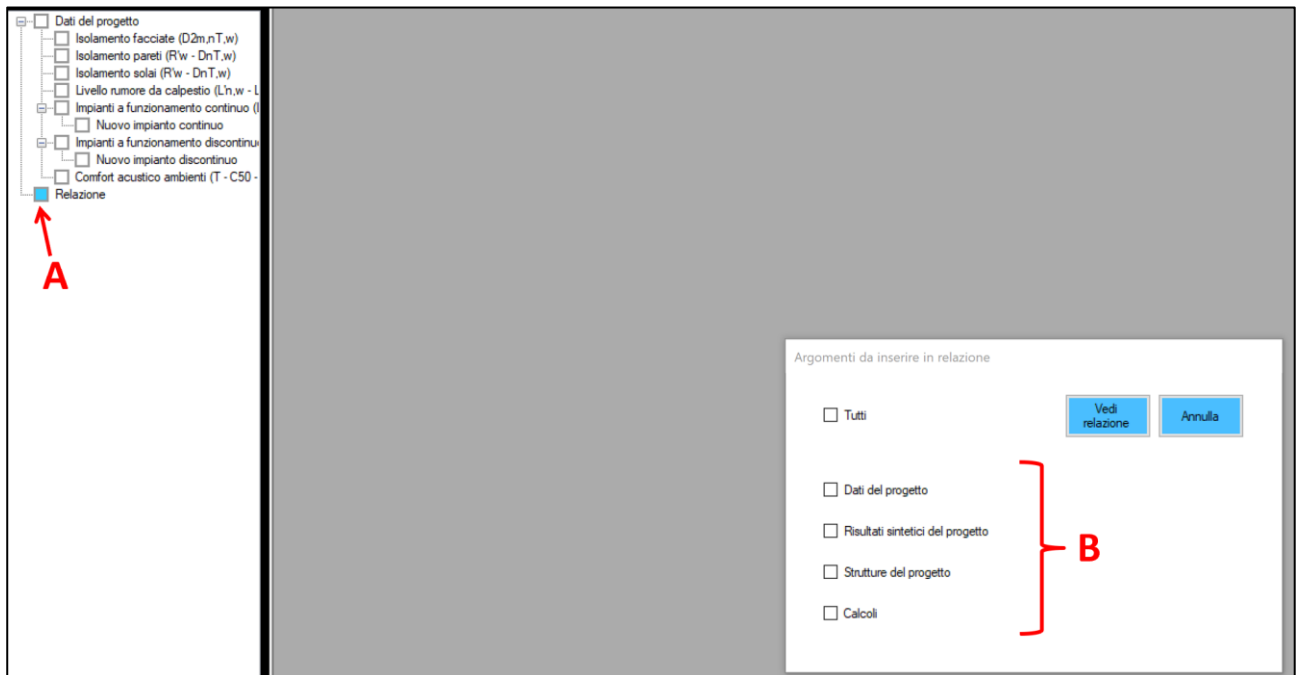 Dati del progetto
Isolamento facciate (D2m,nT,w)
Isolamento pareti (R'w - DnT,w)
Isolamento solai (R'w - DnT,w)
Livello rumore da calpestio (L'n,w - L
Impianti a funzionamento continuo (I
Nuovo impianto continuo
Impianti a funzionamento discontinu
Nuovo impianto discontinuo
Comfort acustico ambienti (T - C50 -
Relazione
A
Argomenti da inserire in relazione
Tutti
Vedi
relazione
Annulla
Dati del progetto
Risultati sintetici del progetto
Strutture del progetto
Calcoli
B